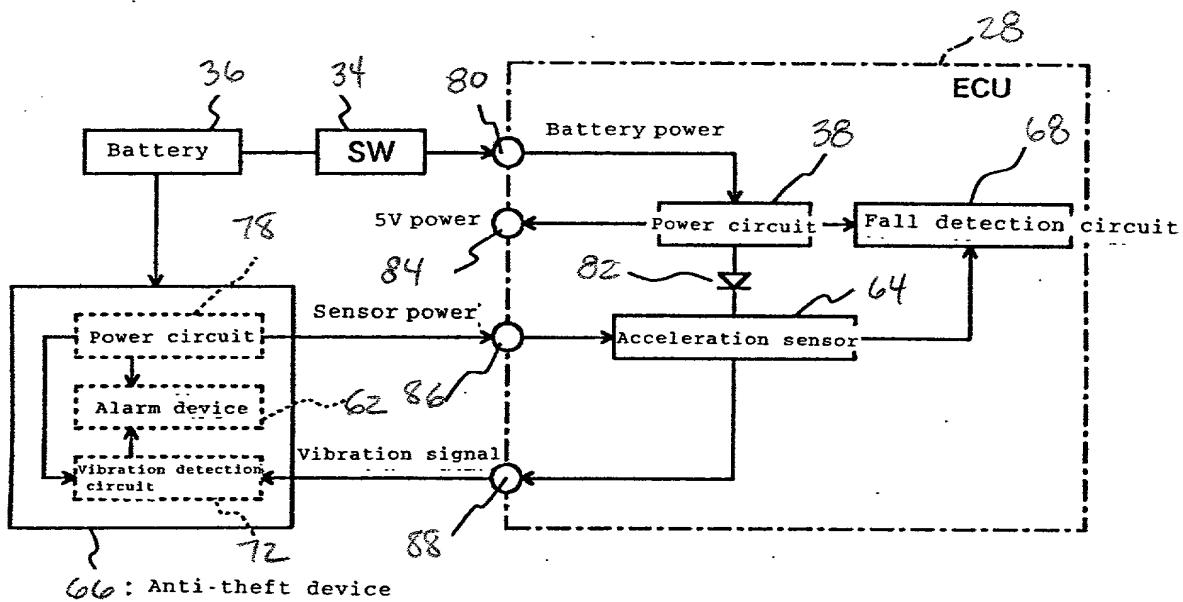 28
ECU
36
34
80
Battery
SW
Battery power
38
68
78
5V power
Power circuit
Fall detection circuit
84
82
64
Sensor power
Power circuit
86
Acceleration sensor
Alarm device
62
Vibration signal
Vibration detection
circuit
72
88
66 : Anti-theft device